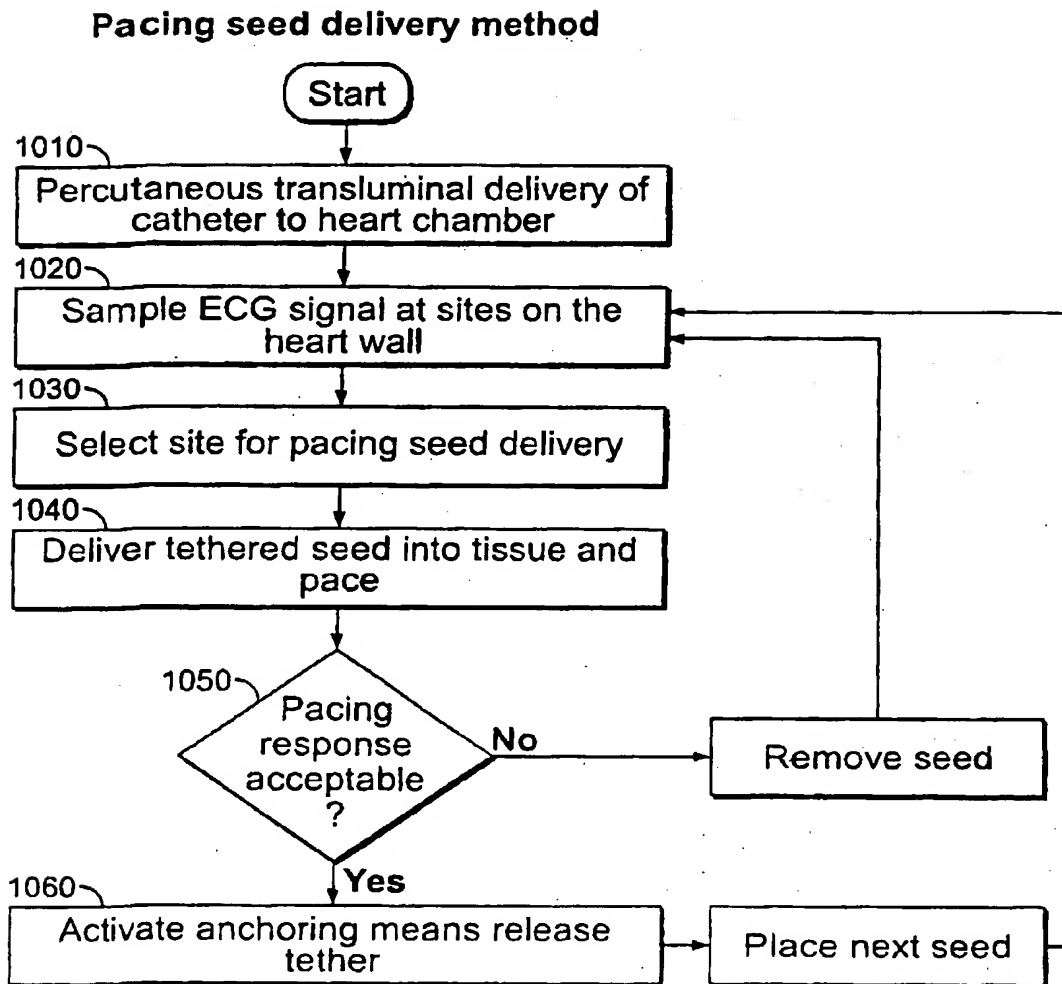 Pacing seed delivery method
Start
1010
Percutaneous transluminal delivery of
catheter to heart chamber
1020
Sample ECG signal at sites on the
heart wall
1030
Select site for pacing seed delivery
1040
Deliver tethered seed into tissue and
pace
1050
Pacing
response
acceptable
?
No
Remove seed
Yes
1060
Activate anchoring means release
tether
Place next seed